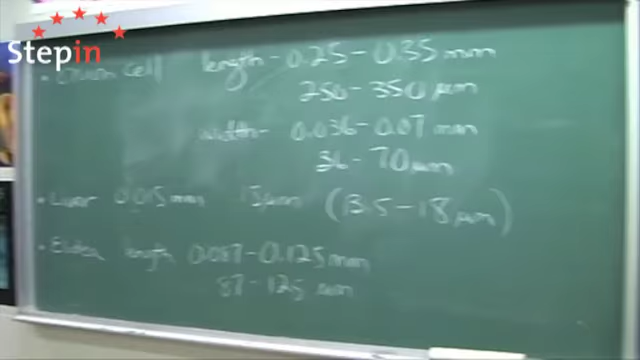 Stepin
• Onion Cell length - 0.25 - 0.35 mm
250 - 350 µm
width - 0.036 - 0.07 mm
36 - 70 µm
• Liver 0.015 mm 15 µm (13.5 - 18 µm)
• Elodea length 0.087 - 0.125 mm
87 - 125 µm